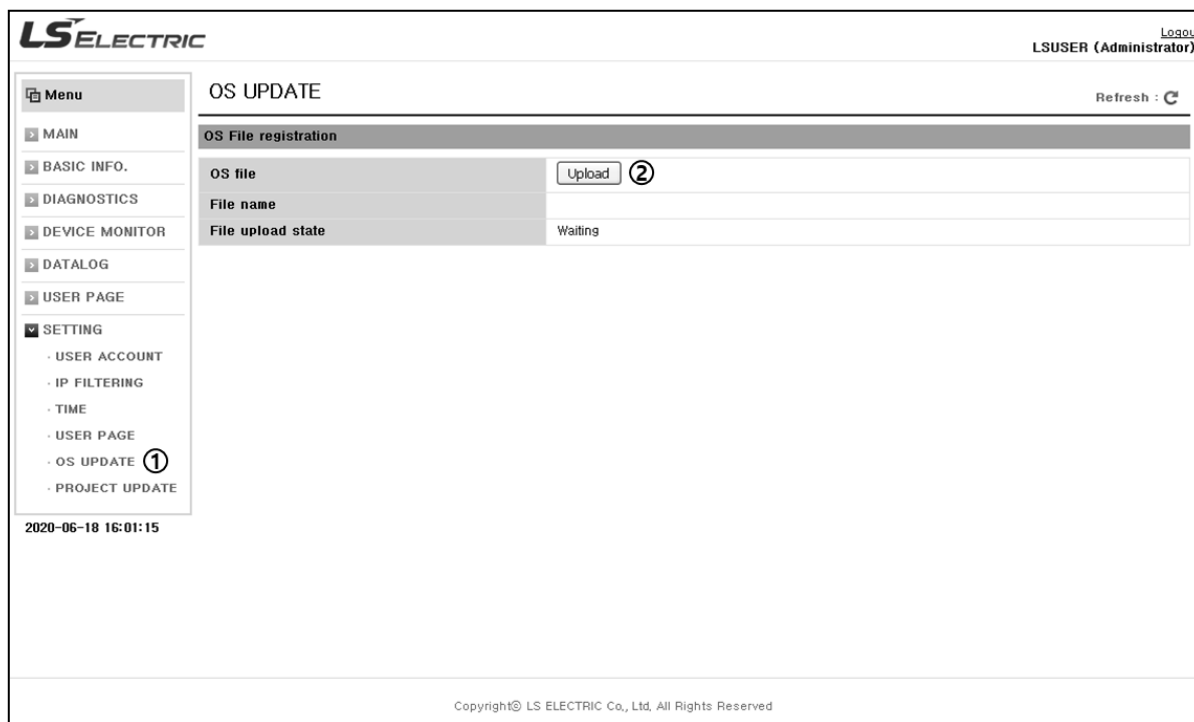 LS ELECTRIC
Logou
LSUSER (Administrator)
Menu
MAIN
BASIC INFO.
DIAGNOSTICS
DEVICE MONITOR
DATALOG
USER PAGE
SETTING
· USER ACCOUNT
· IP FILTERING
· TIME
· USER PAGE
· OS UPDATE ①
· PROJECT UPDATE
2020-06-18 16:01:15
OS UPDATE
Refresh :
OS File registration
OS file Upload ②
File name
File upload state Waiting
Copyright© LS ELECTRIC Co., Ltd, All Rights Reserved